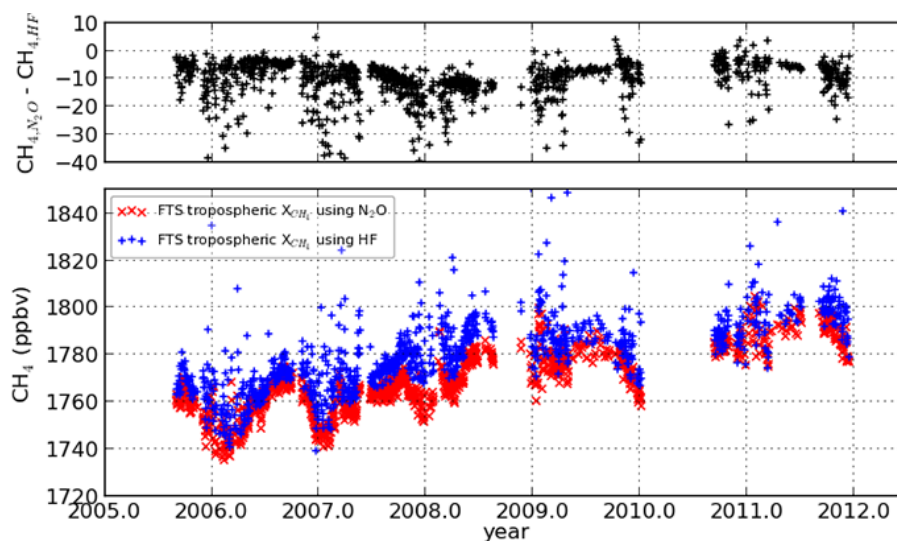 10
0
−10
−20
−30
−40
CH4,N2O - CH4,HF
1840
1820
1800
1780
1760
1740
1720
CH4 (ppbv)
FTS tropospheric XCH4 using N2O
FTS tropospheric XCH4 using HF
2005.0 2006.0 2007.0 2008.0 2009.0 2010.0 2011.0 2012.0
year